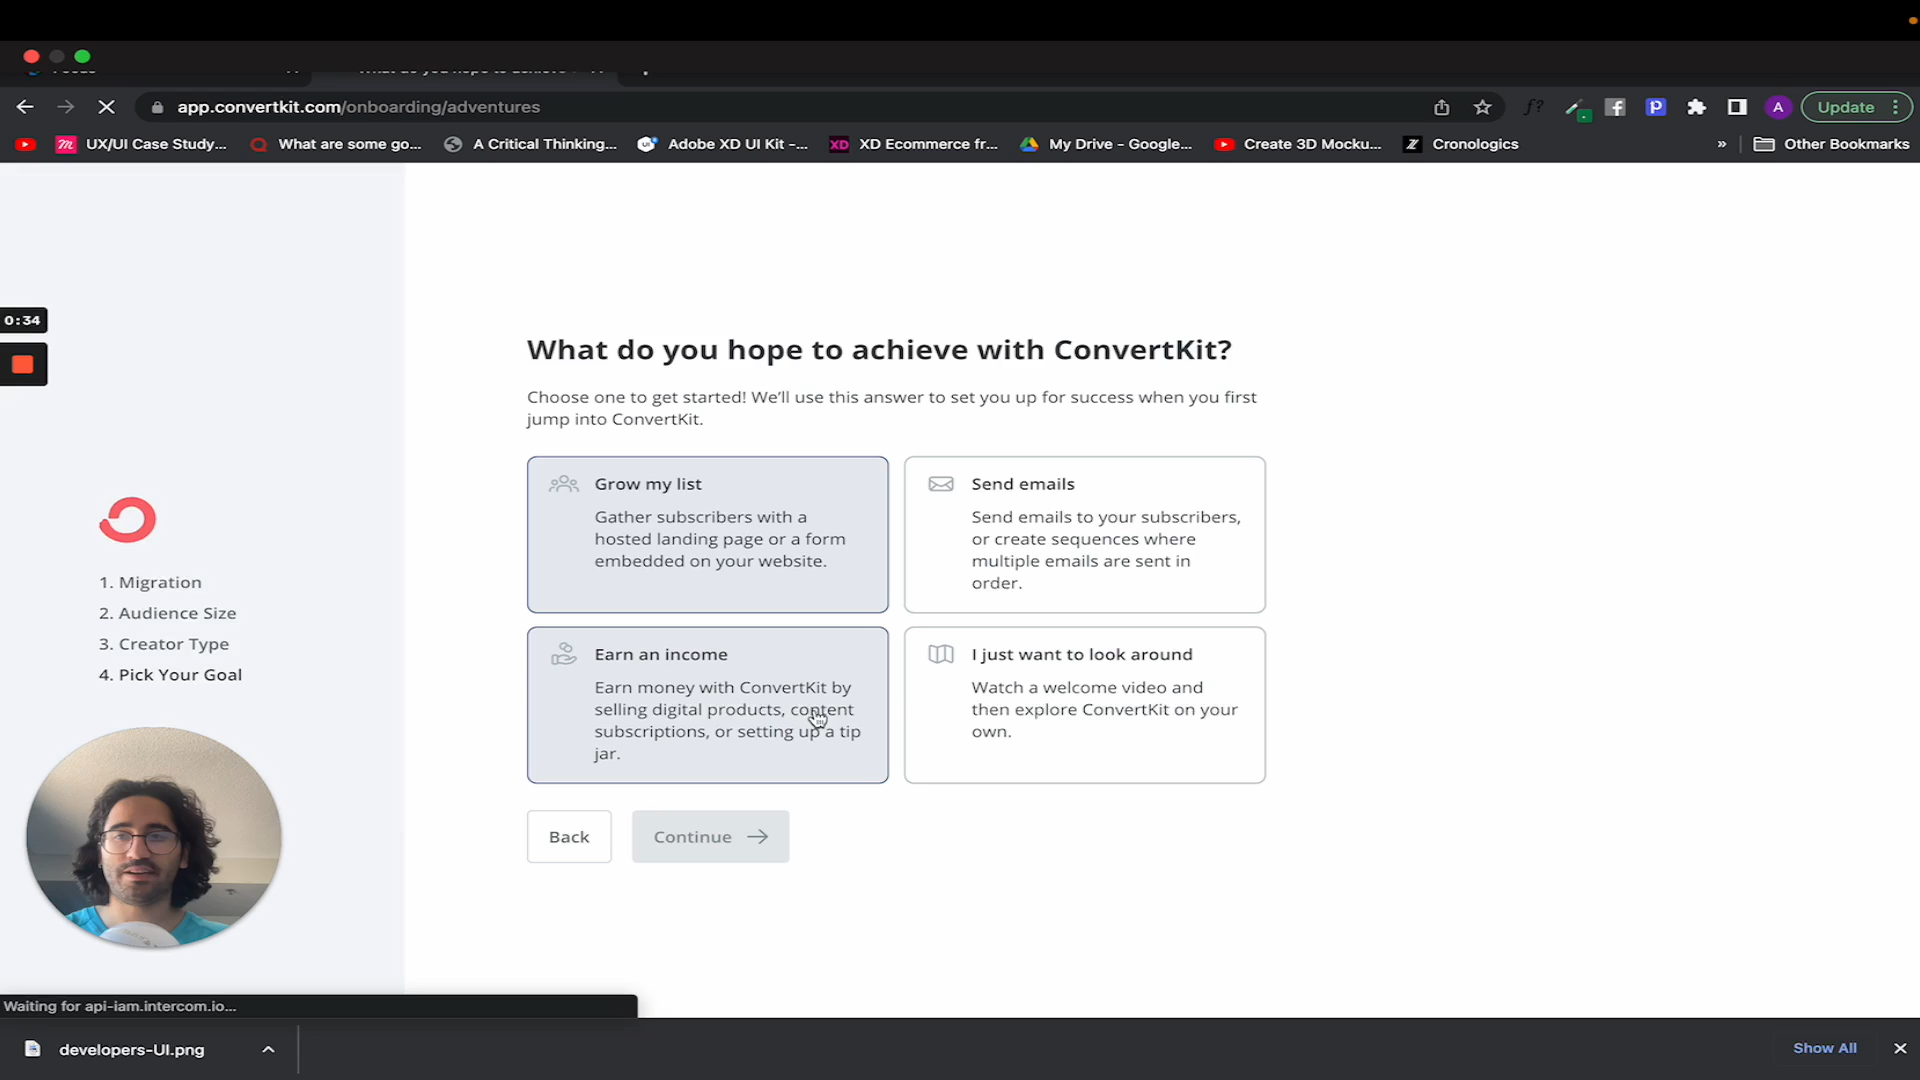 app.convertkit.com/onboarding/adventures
f?
A
Update
UX/UI Case Study...
What are some go...
A Critical Thinking...
Adobe XD UI Kit –...
XD
XD Ecommerce fr...
My Drive – Google...
Create 3D Mocku...
Cronologics
»
Other Bookmarks
0:34
What do you hope to achieve with ConvertKit?
Choose one to get started! We'll use this answer to set you up for success when you first
jump into ConvertKit.
Grow my list
Gather subscribers with a
hosted landing page or a form
embedded on your website.
Send emails
Send emails to your subscribers,
or create sequences where
multiple emails are sent in
order.
Earn an income
Earn money with ConvertKit by
selling digital products, content
subscriptions, or setting up a tip
jar.
I just want to look around
Watch a welcome video and
then explore ConvertKit on your
own.
Back
Continue
1. Migration
2. Audience Size
3. Creator Type
4. Pick Your Goal
Waiting for api-iam.intercom.io...
developers-UI.png
Show All